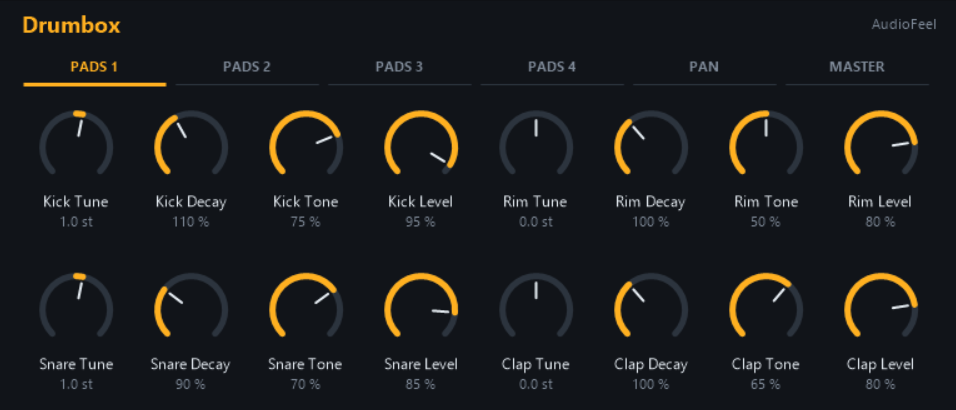 Drumbox
AudioFeel
PADS 1 PADS 2 PADS 3 PADS 4 PAN MASTER
Kick Tune Kick Decay Kick Tone Kick Level Rim Tune Rim Decay Rim Tone Rim Level
1.0 st 110 % 75 % 95 % 0.0 st 100 % 50 % 80 %
Snare Tune Snare Decay Snare Tone Snare Level Clap Tune Clap Decay Clap Tone Clap Level
1.0 st 90 % 70 % 85 % 0.0 st 100 % 65 % 80 %